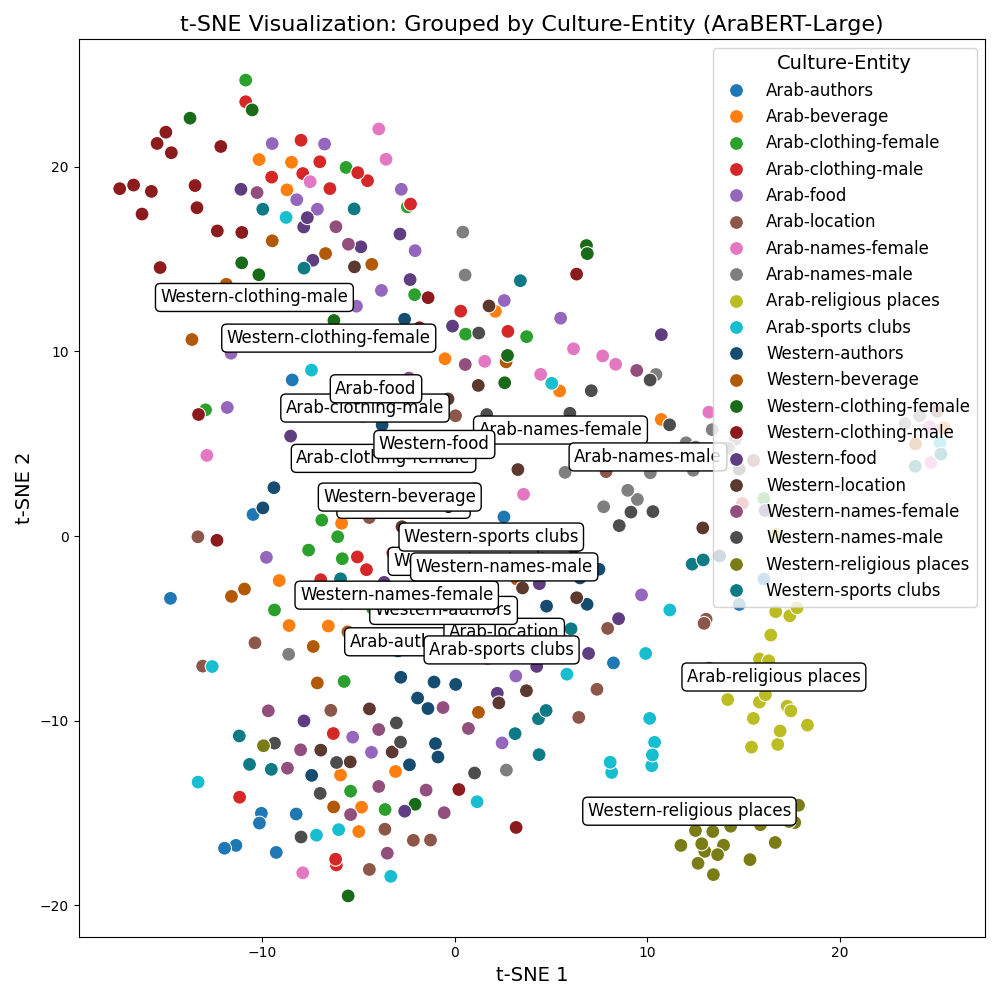 t-SNE Visualization: Grouped by Culture-Entity (AraBERT-Large)
Culture-Entity
Arab-authors
Arab-beverage
Arab-clothing-female
Arab-clothing-male
Arab-food
Arab-location
Arab-names-female
Arab-names-male
Arab-religious places
Arab-sports clubs
Western-authors
Western-beverage
Western-clothing-female
Western-clothing-male
Western-food
Western-location
Western-names-female
Western-names-male
Western-religious places
Western-sports clubs
Western-clothing-male
Western-clothing-female
Arab-food
Arab-clothing-male
Arab-names-female
Western-food
Arab-clothing-female
Arab-names-male
Western-beverage
Western-sports clubs
Western-names-male
Western-names-female
Western-authors
Arab-location
Arab-sports clubs
Arab-religious places
Western-religious places
20
10
0
−10
−20
t-SNE 2
−10
0
10
20
t-SNE 1